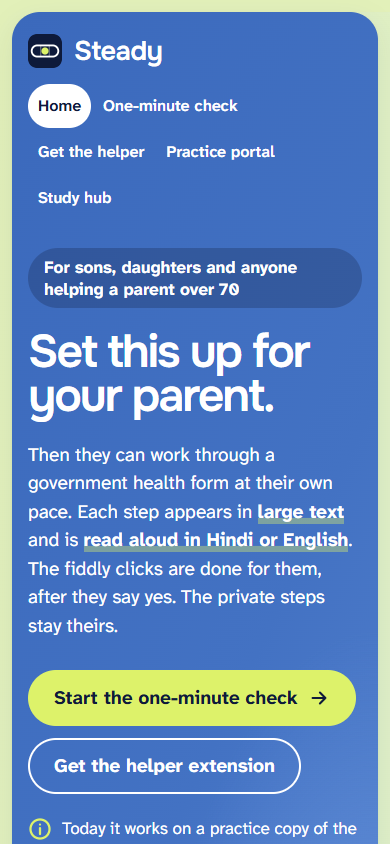 Steady
Home One-minute check
Get the helper Practice portal
Study hub
For sons, daughters and anyone
helping a parent over 70
Set this up for
your parent.
Then they can work through a
government health form at their own
pace. Each step appears in large text
and is read aloud in Hindi or English.
The fiddly clicks are done for them,
after they say yes. The private steps
stay theirs.
Start the one-minute check →
Get the helper extension
Today it works on a practice copy of the